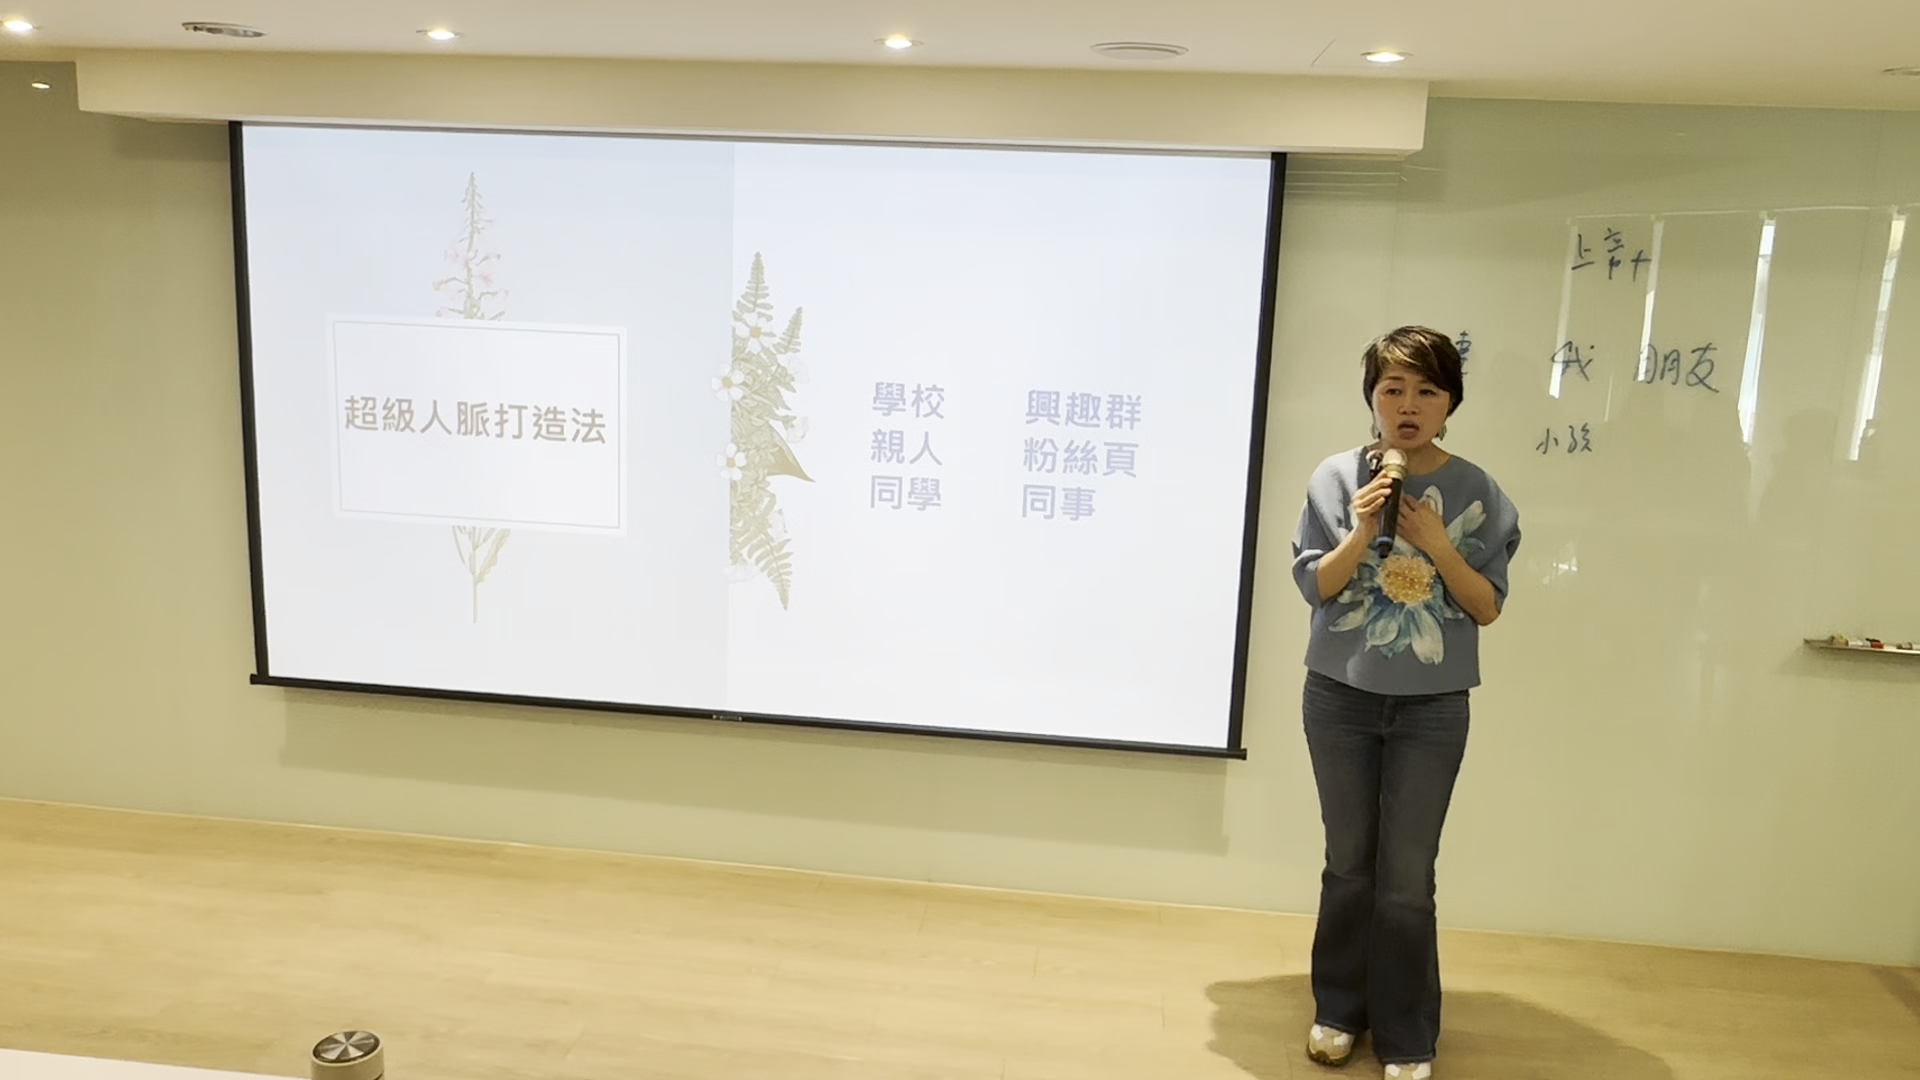 超級人脈打造法
學校
親人
同學
興趣群
粉絲頁
同事
我 朋友
小孩